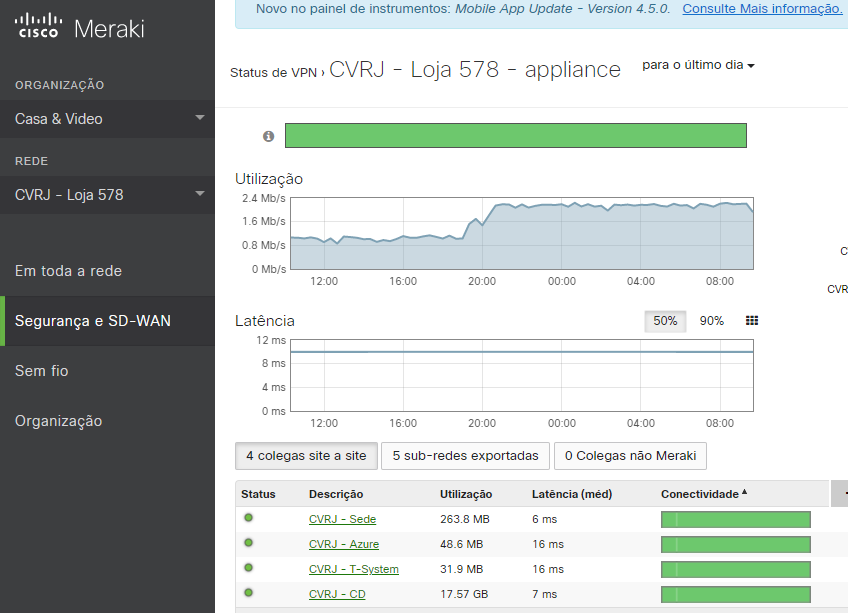 Novo no painel de instrumentos: Mobile App Update - Version 4.5.0. Consulte Mais informação.
cisco Meraki
ORGANIZAÇÃO
Casa & Video
REDE
CVRJ - Loja 578
Em toda a rede
Segurança e SD-WAN
Sem fio
Organização
Status de VPN › CVRJ - Loja 578 - appliance para o último dia
Utilização
2.4 Mb/s
1.6 Mb/s
0.8 Mb/s
0 Mb/s
12:00 16:00 20:00 00:00 04:00 08:00
C
CVR
Latência 50% 90%
12 ms
8 ms
4 ms
0 ms
12:00 16:00 20:00 00:00 04:00 08:00
4 colegas site a site 5 sub-redes exportadas 0 Colegas não Meraki
Status Descrição Utilização Latência (méd) Conectividade
CVRJ - Sede 263.8 MB 6 ms
CVRJ - Azure 48.6 MB 16 ms
CVRJ - T-System 31.9 MB 16 ms
CVRJ - CD 17.57 GB 7 ms